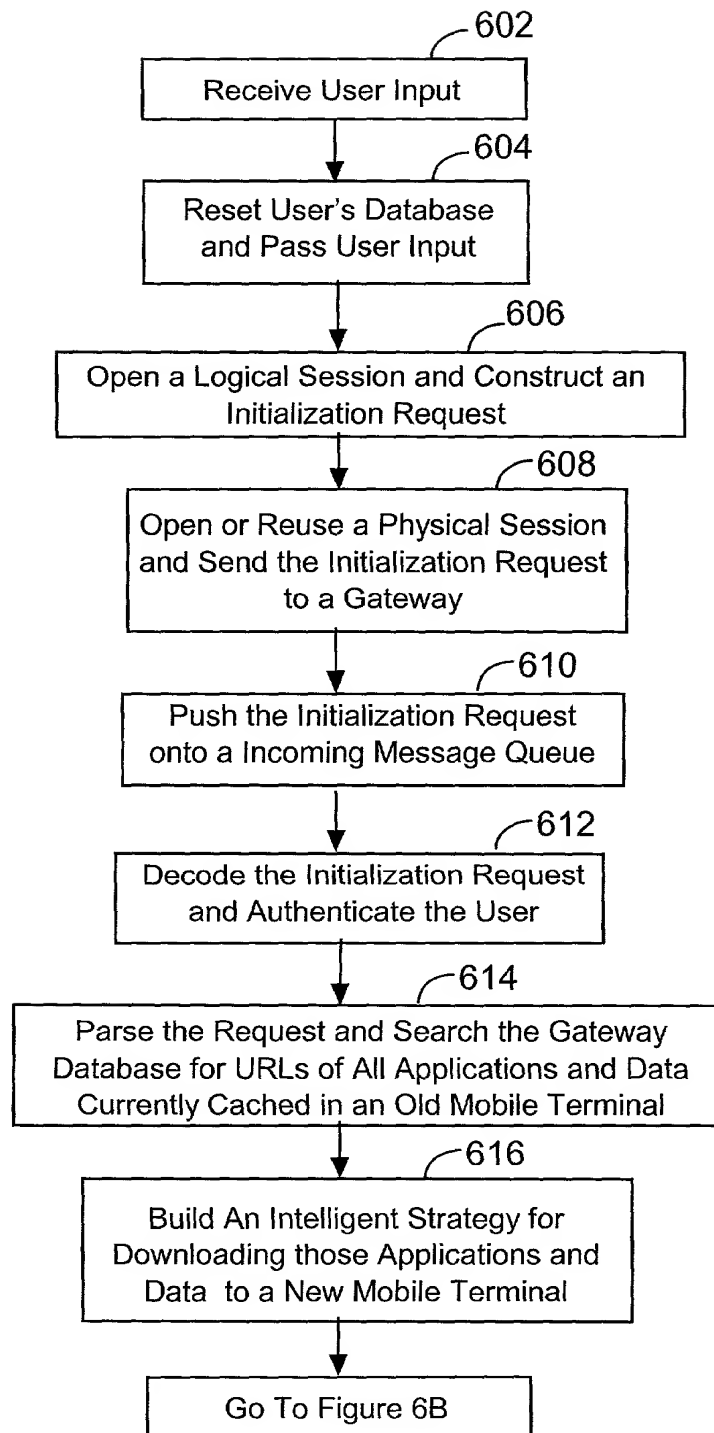 602
Receive User Input
604
Reset User's Database
and Pass User Input
606
Open a Logical Session and Construct an
Initialization Request
608
Open or Reuse a Physical Session
and Send the Initialization Request
to a Gateway
610
Push the Initialization Request
onto a Incoming Message Queue
612
Decode the Initialization Request
and Authenticate the User
614
Parse the Request and Search the Gateway
Database for URLs of All Applications and Data
Currently Cached in an Old Mobile Terminal
616
Build An Intelligent Strategy for
Downloading those Applications and
Data to a New Mobile Terminal
Go To Figure 6B